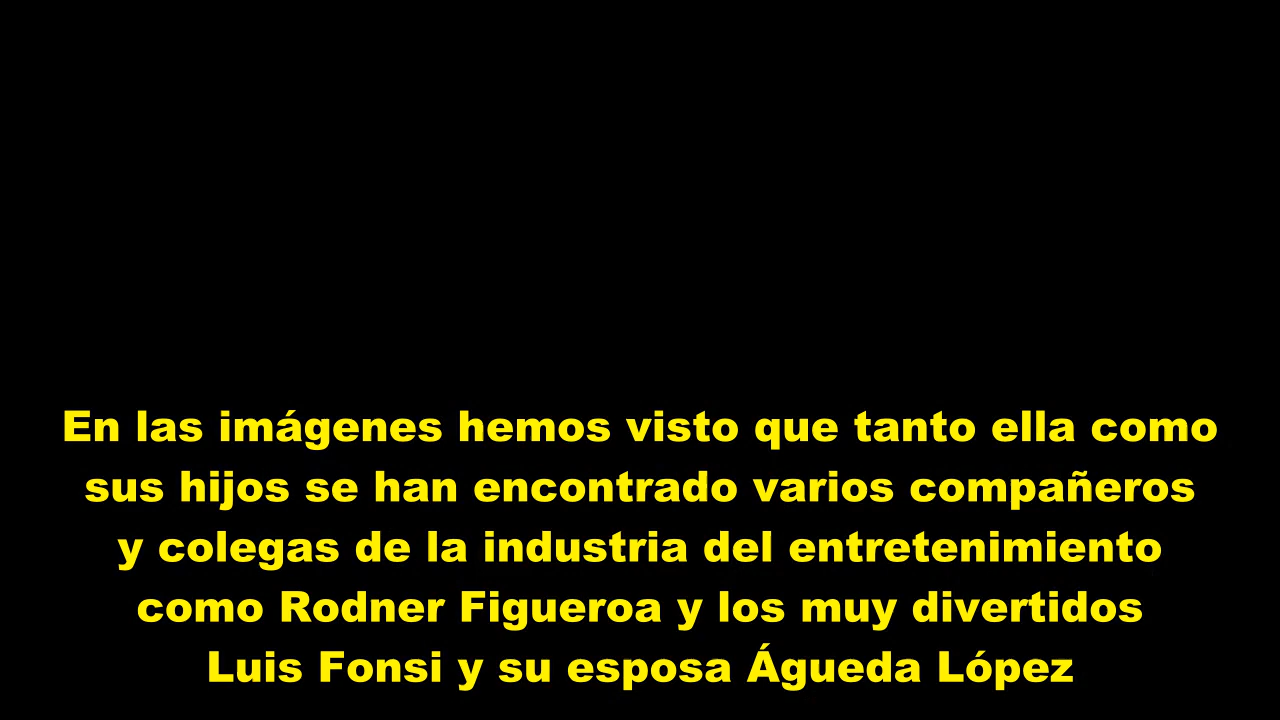 En las imágenes hemos visto que tanto ella como
sus hijos se han encontrado varios compañeros
y colegas de la industria del entretenimiento
como Rodner Figueroa y los muy divertidos
Luis Fonsi y su esposa Águeda López